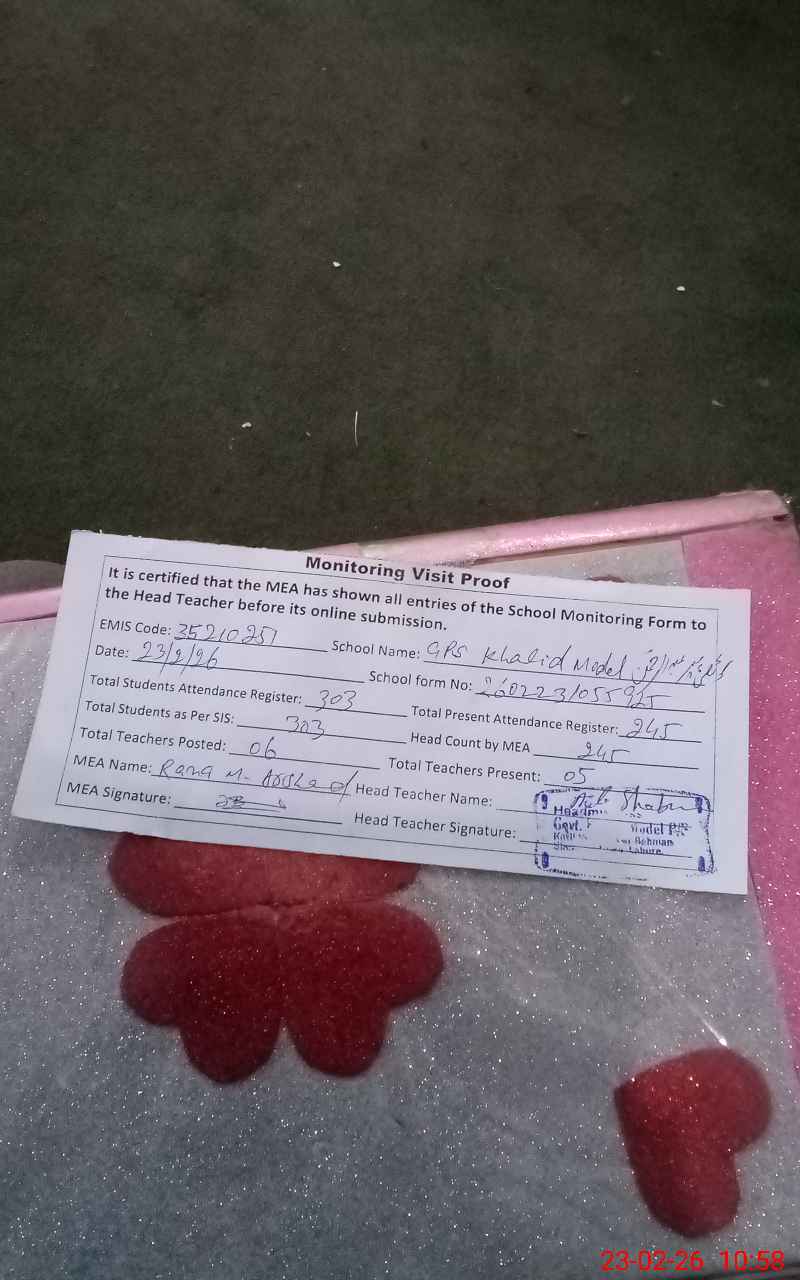 Monitoring Visit Proof
It is certified that the MEA has shown all entries of the School Monitoring Form to
the Head Teacher before its online submission.
EMIS Code: 35210251 School Name: GPS Khalid Model
Date: 23/2/26 School form No:
Total Students Attendance Register: 303 Total Present Attendance Register: 245
Total Students as Per SIS: 303 Head Count by MEA 245
Total Teachers Posted: 06 Total Teachers Present: 05
MEA Name: Rana M. Arshad Head Teacher Name:
MEA Signature: Head Teacher Signature:
Govt. Model
Rehman
Lahore
23-02-26 10:58